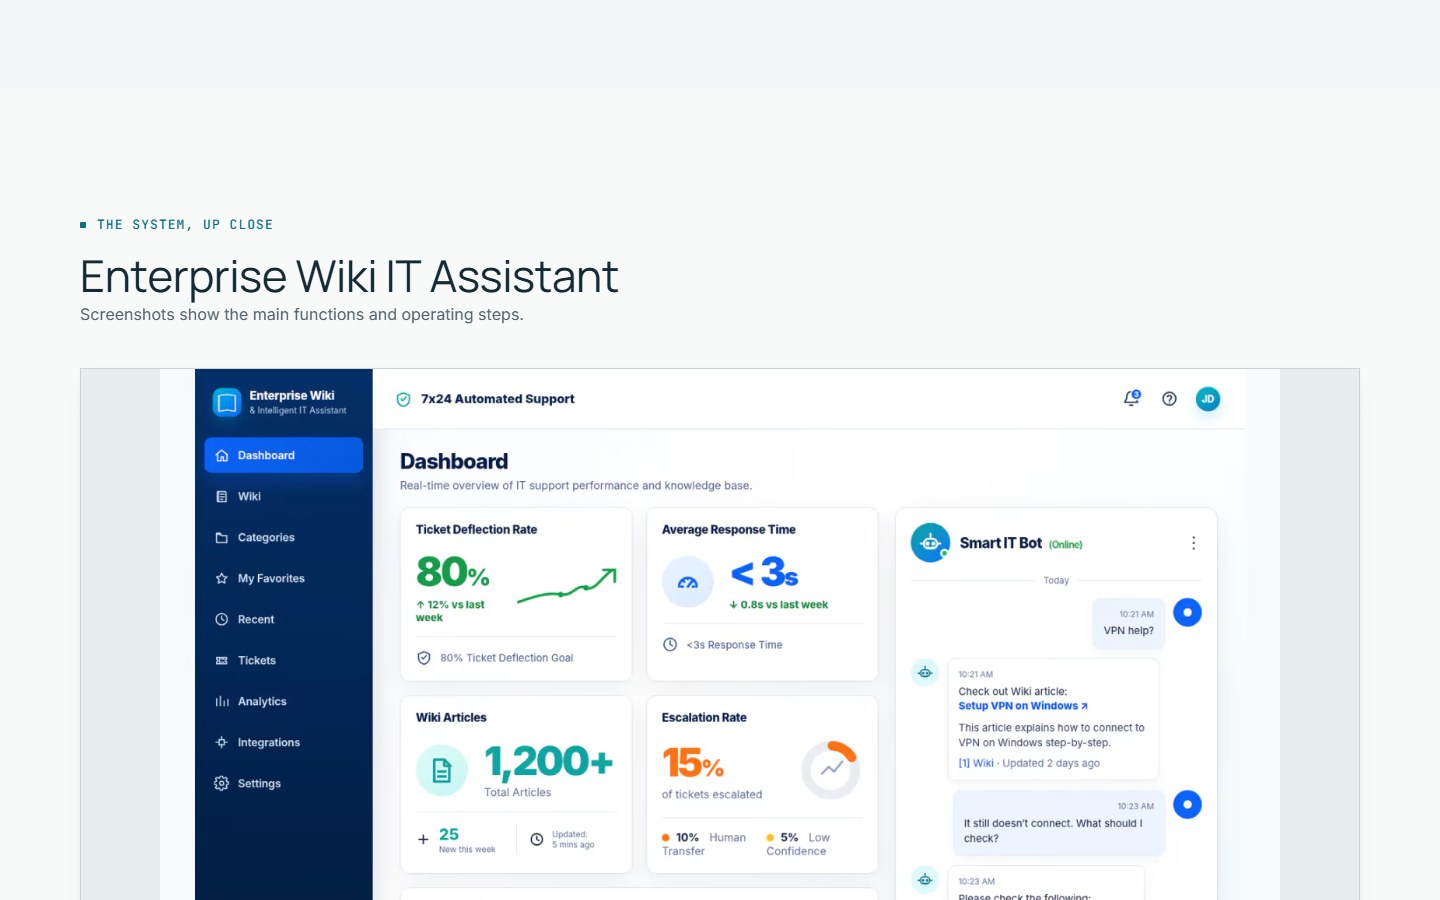 THE SYSTEM, UP CLOSE
Enterprise Wiki IT Assistant
Screenshots show the main functions and operating steps.
Enterprise Wiki
& Intelligent IT Assistant
Dashboard
Wiki
Categories
My Favorites
Recent
Tickets
Analytics
Integrations
Settings
7x24 Automated Support
3
JD
Dashboard
Real-time overview of IT support performance and knowledge base.
Ticket Deflection Rate
80%
↑ 12% vs last
week
80% Ticket Deflection Goal
Average Response Time
< 3s
↓ 0.8s vs last week
<3s Response Time
Wiki Articles
1,200+
Total Articles
+ 25
New this week
Updated:
5 mins ago
Escalation Rate
15%
of tickets escalated
10% Human
Transfer
5% Low
Confidence
Smart IT Bot (Online)
Today
10:21 AM
VPN help?
10:21 AM
Check out Wiki article:
Setup VPN on Windows ↗
This article explains how to connect to
VPN on Windows step-by-step.
[1] Wiki · Updated 2 days ago
10:23 AM
It still doesn't connect. What should I
check?
10:23 AM
Please check the following: